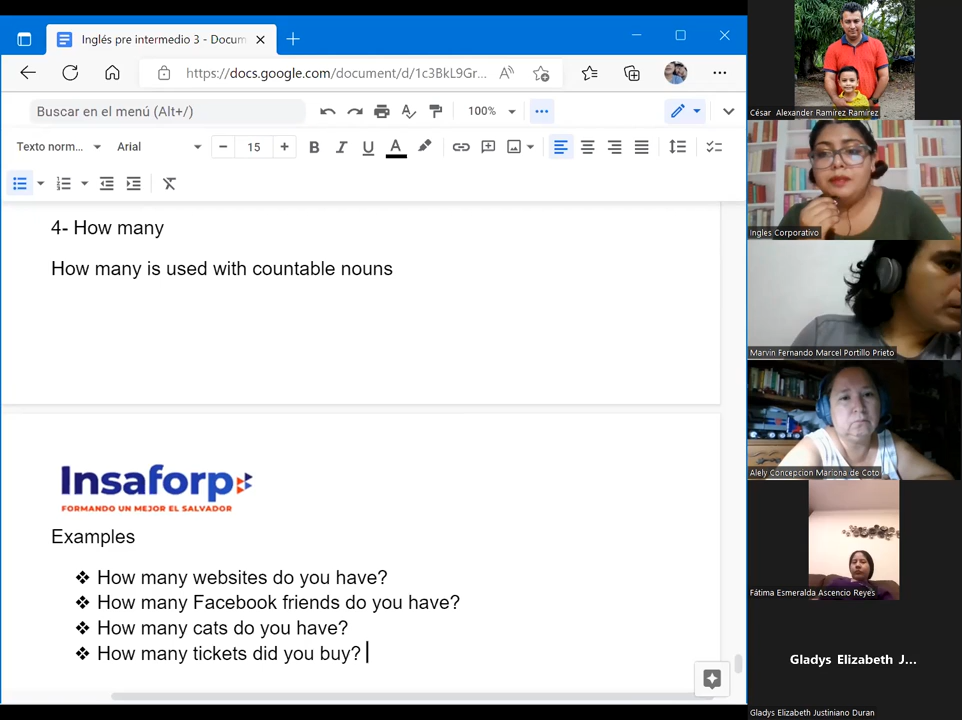 Inglés pre intermedio 3 - Docum
https://docs.google.com/document/d/1c3BkL9Gr...
Buscar en el menú (Alt+/)
100%
Texto norm...
Arial
15
4- How many
How many is used with countable nouns
Insaforp
FORMANDO UN MEJOR EL SALVADOR
Examples
❖ How many websites do you have?
❖ How many Facebook friends do you have?
❖ How many cats do you have?
❖ How many tickets did you buy?
César Alexander Ramírez Ramírez
Ingles Corporativo
Marvin Fernando Marcel Portillo Prieto
Alely Concepcion Mariona de Coto
Fátima Esmeralda Ascencio Reyes
Gladys Elizabeth J...
Gladys Elizabeth Justiniano Duran